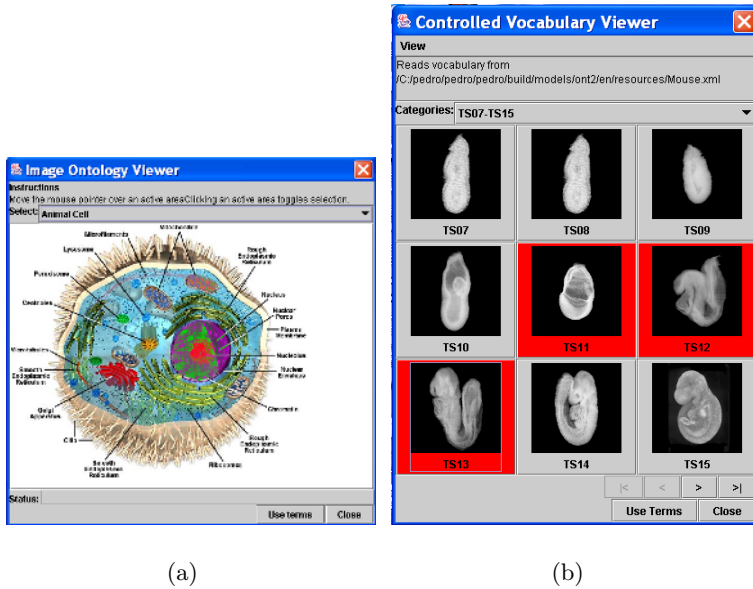 Image Ontology Viewer
Instructions
Move the mouse pointer over an active areaClicking an active area toggles selection.
Select: Animal Cell
Microfilaments
Mitochondion
Lysosome
Rough
Endoplasmic
Reticulum
Peroxisome
Nucleus
Centrioles
Nuclear
Pores
Plasma
Membrane
Microtubules
Nucleolus
Smooth
Endoplasmic
Reticulum
Nuclear
Envelope
Golgi
Apparatus
Chromatin
Cilia
Rough
Endoplasmic
Reticulum
Smooth
Endoplasmic
Reticulum
Ribosomes
Status:
Use terms Close
(a)
Controlled Vocabulary Viewer
View
Reads vocabulary from
/C:/pedro/pedro/pedro/build/models/ont2/en/resources/Mouse.xml
Categories: TS07-TS15
TS07 TS08 TS09
TS10 TS11 TS12
TS13 TS14 TS15
|< < > >|
Use Terms Close
(b)